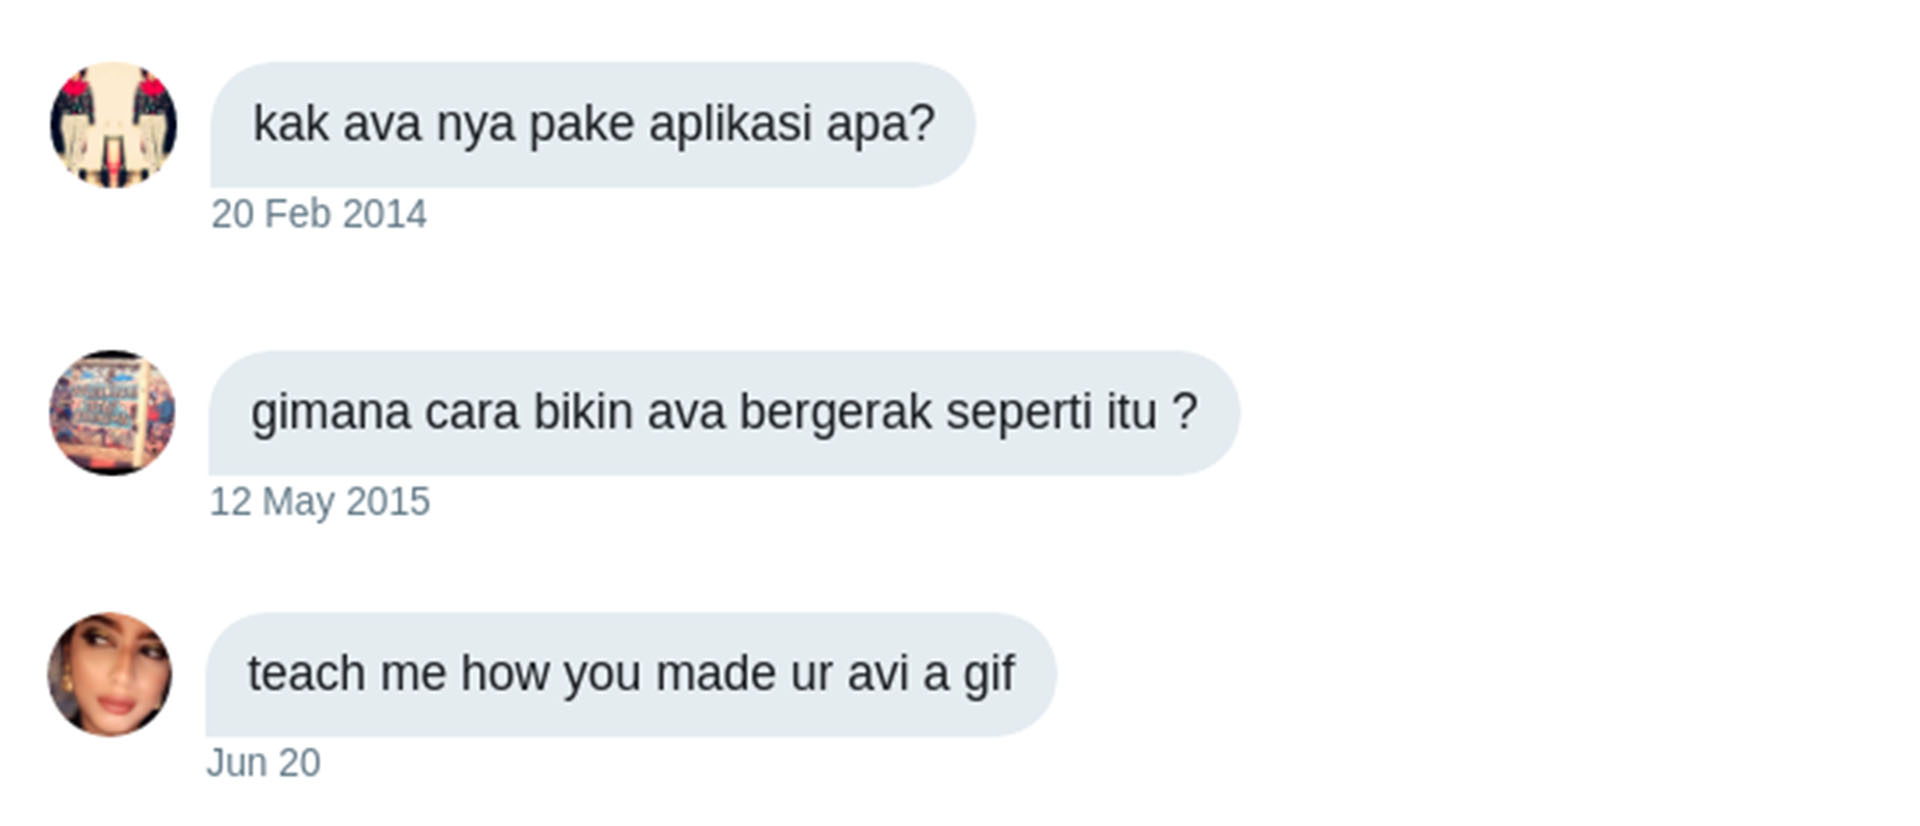 kak ava nya pake aplikasi apa?
20 Feb 2014
gimana cara bikin ava bergerak seperti itu ?
12 May 2015
teach me how you made ur avi a gif
Jun 20